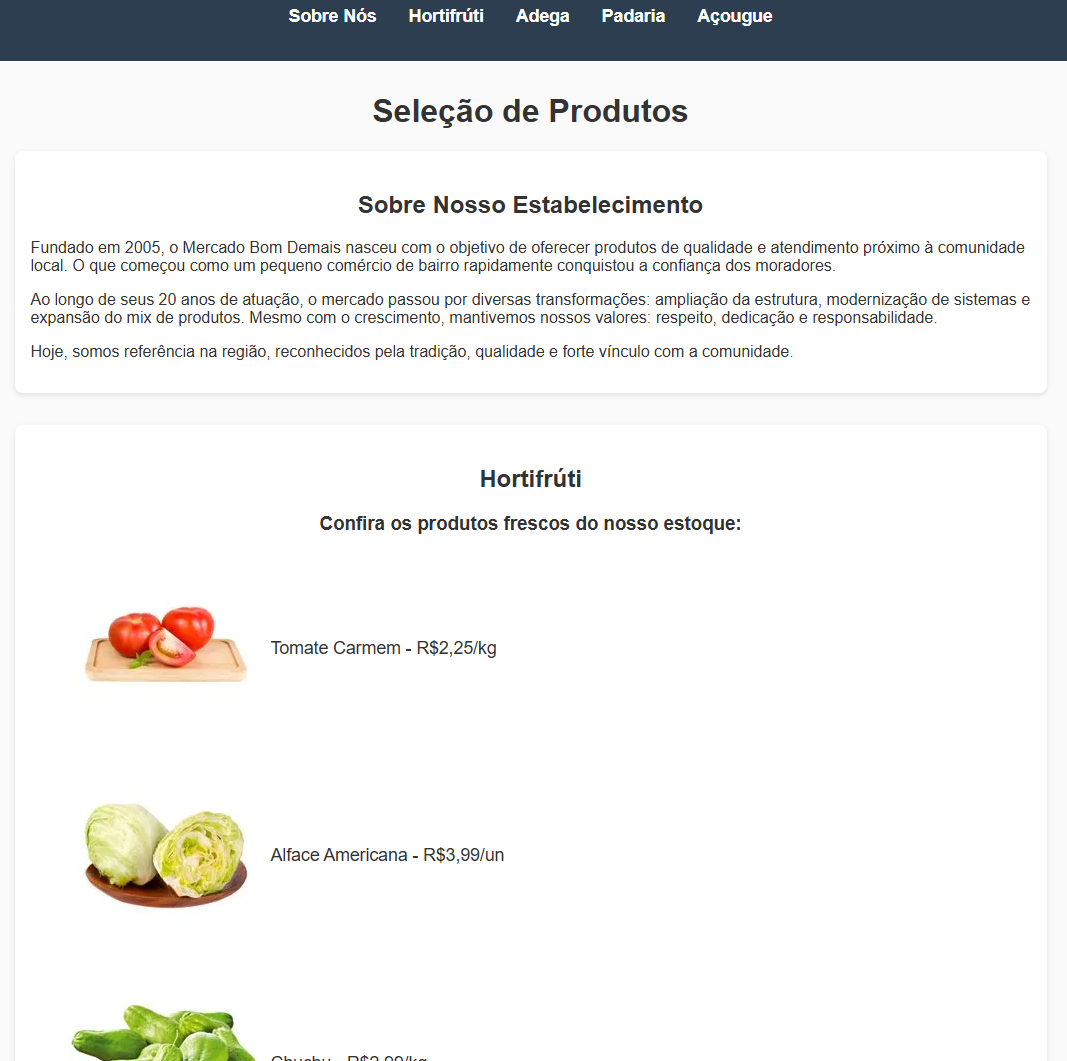 Sobre Nós Hortifrúti Adega Padaria Açougue
Seleção de Produtos
Sobre Nosso Estabelecimento
Fundado em 2005, o Mercado Bom Demais nasceu com o objetivo de oferecer produtos de qualidade e atendimento próximo à comunidade
local. O que começou como um pequeno comércio de bairro rapidamente conquistou a confiança dos moradores.
Ao longo de seus 20 anos de atuação, o mercado passou por diversas transformações: ampliação da estrutura, modernização de sistemas e
expansão do mix de produtos. Mesmo com o crescimento, mantivemos nossos valores: respeito, dedicação e responsabilidade.
Hoje, somos referência na região, reconhecidos pela tradição, qualidade e forte vínculo com a comunidade.
Hortifrúti
Confira os produtos frescos do nosso estoque:
Tomate Carmem - R$2,25/kg
Alface Americana - R$3,99/un